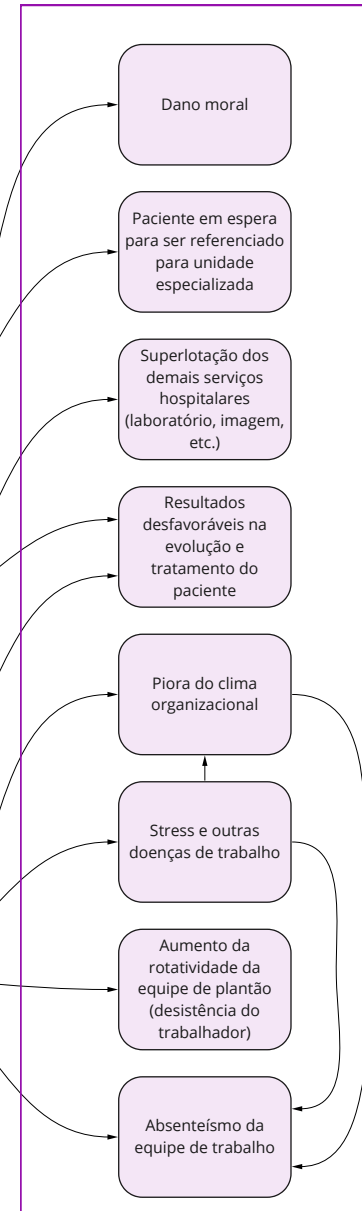 Dano moral
Paciente em espera
para ser referenciado
para unidade
especializada
Superlotação dos
demais serviços
hospitalares
(laboratório, imagem,
etc.)
Resultados
desfavoráveis na
evolução e
tratamento do
paciente
Piora do clima
organizacional
Stress e outras
doenças de trabalho
Aumento da
rotatividade da
equipe de plantão
(desistência do
trabalhador)
Absenteísmo da
equipe de trabalho